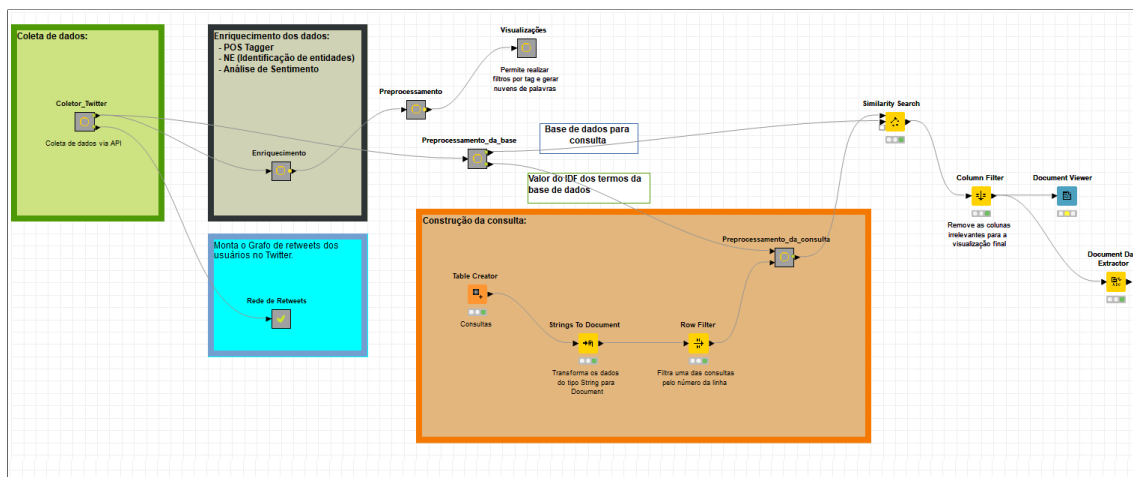 Coleta de dados:
Coletor_Twitter
Coleta de dados via API
Enriquecimento dos dados:
- POS Tagger
- NE (Identificação de entidades)
- Análise de Sentimento
Enriquecimento
Monta o Grafo de retweets dos
usuários no Twitter.
Rede de Retweets
Visualizações
Permite realizar
filtros por tag e gerar
nuvens de palavras
Preprocessamento
Preprocessamento_da_base
Base de dados para
consulta
Valor do IDF dos termos da
base de dados
Construção da consulta:
Table Creator
Consultas
Strings To Document
Transforma os dados
do tipo String para
Document
Row Filter
Filtra uma das consultas
pelo número da linha
Preprocessamento_da_consulta
Similarity Search
Column Filter
Remove as colunas
irrelevantes para a
visualização final
Document Viewer
Document Da
Extractor